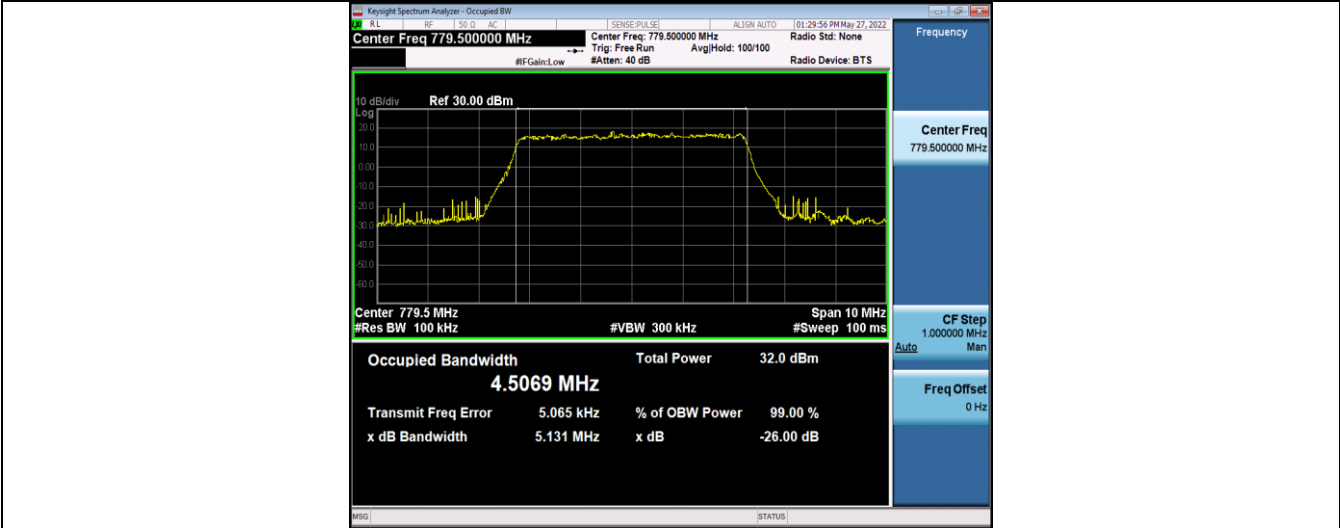 Keysight Spectrum Analyzer - Occupied BW
RL RF 50 Ω AC SENSE:PULSE ALIGN AUTO 01:29:56 PM May 27, 2022
Center Freq 779.500000 MHz
Center Freq: 779.500000 MHz Radio Std: None
Trig: Free Run Avg|Hold: 100/100
#IFGain:Low #Atten: 40 dB Radio Device: BTS
10 dB/div Ref 30.00 dBm
Log
20.0
10.0
0.00
-10.0
-20.0
-30.0
-40.0
-50.0
-60.0
Center 779.5 MHz Span 10 MHz
#Res BW 100 kHz #VBW 300 kHz #Sweep 100 ms
Occupied Bandwidth Total Power 32.0 dBm
4.5069 MHz
Transmit Freq Error 5.065 kHz % of OBW Power 99.00 %
x dB Bandwidth 5.131 MHz x dB -26.00 dB
MSG STATUS
Frequency
Center Freq
779.500000 MHz
CF Step
1.000000 MHz
Auto Man
Freq Offset
0 Hz